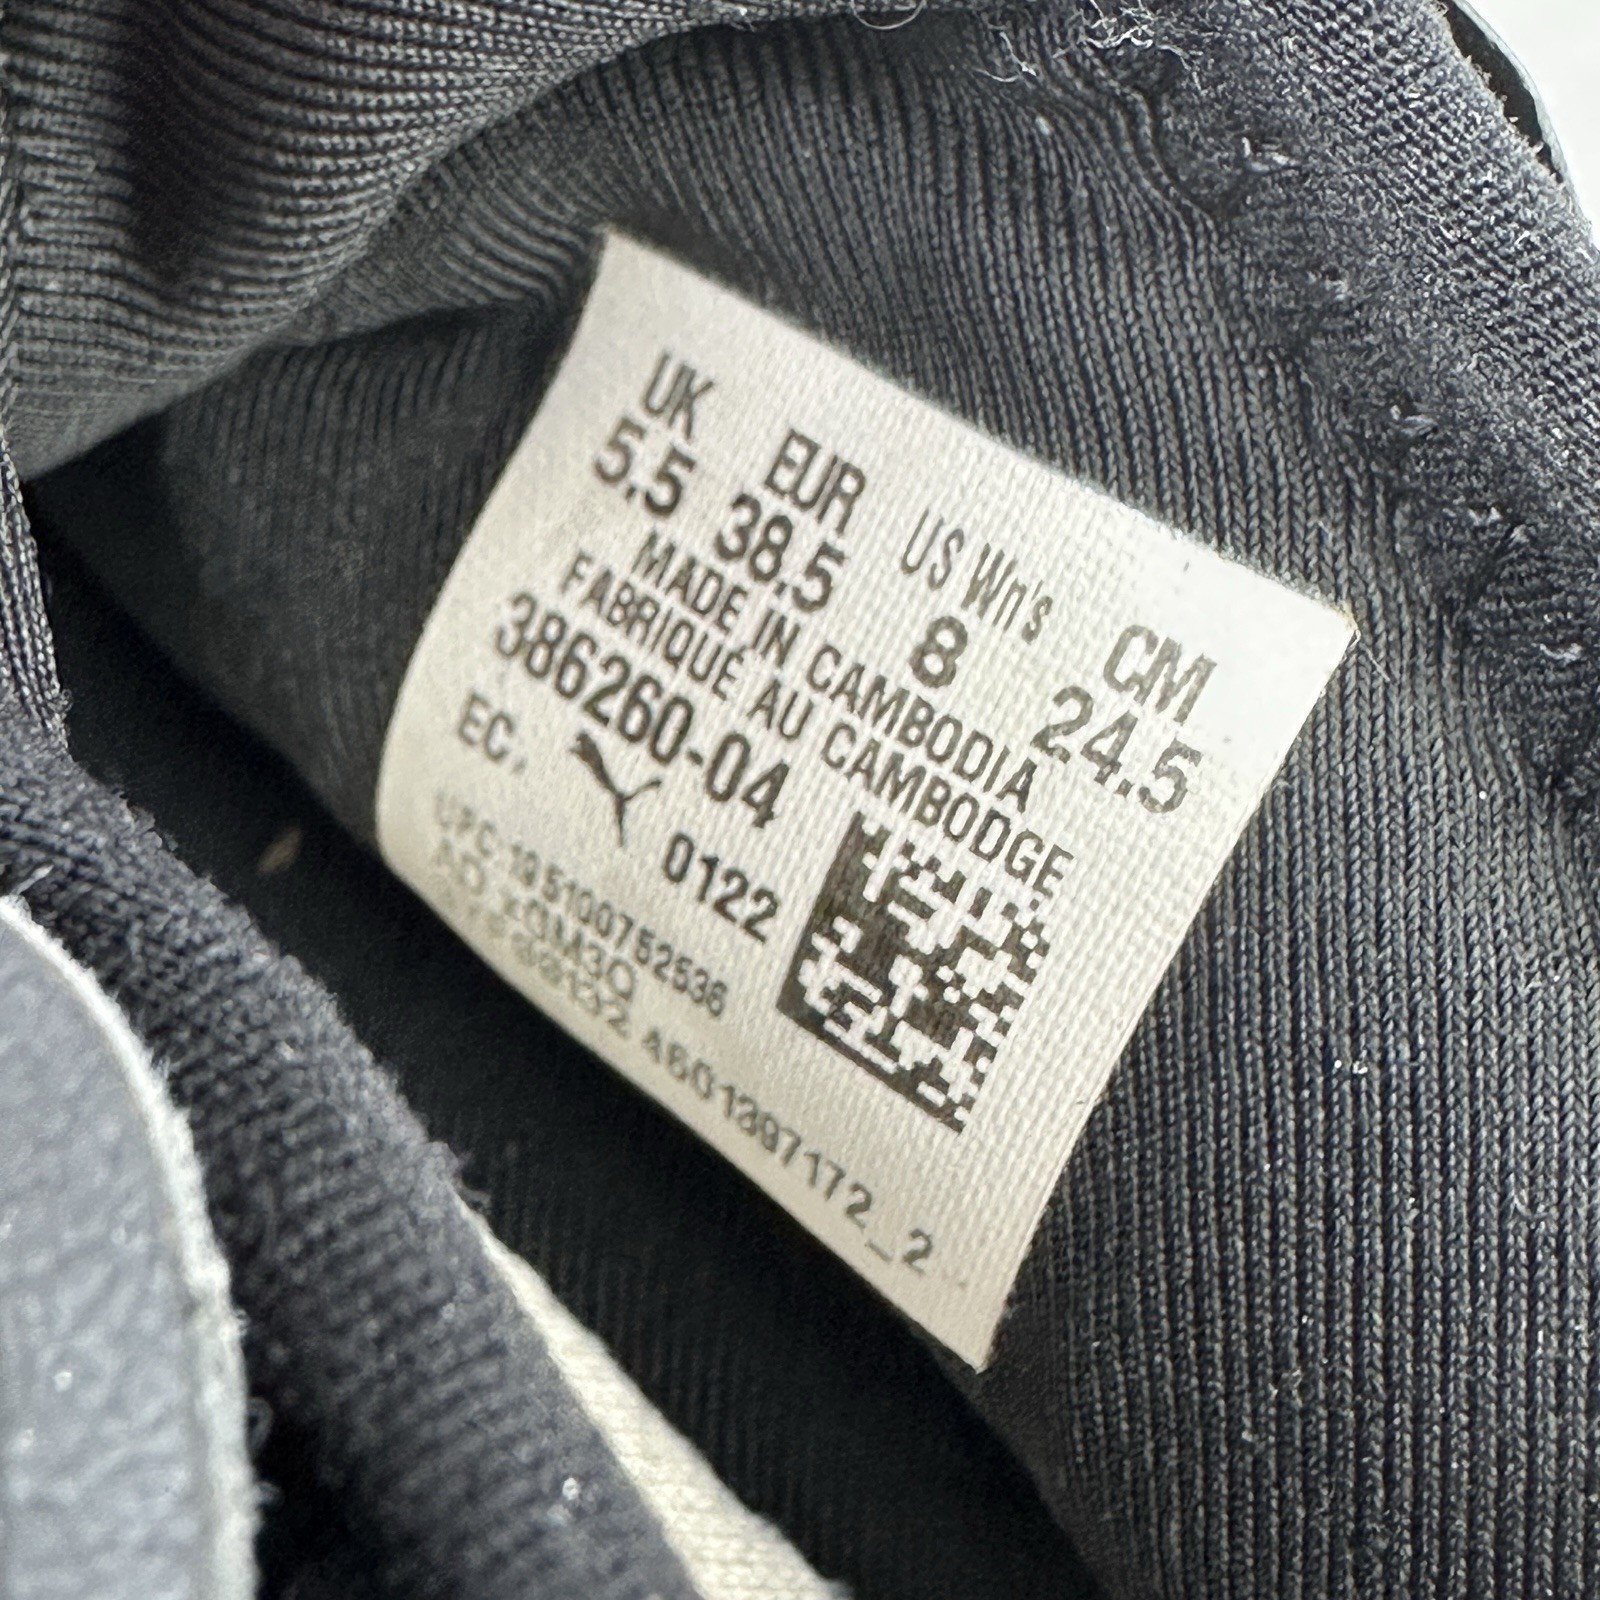 UK EUR US Wn's CM
5.5 38.5 8 24.5
MADE IN CAMBODIA
FABRIQUÉ AU CAMBODGE
386260-04
EC. 0122
UPC:195100752536
4601397172_2